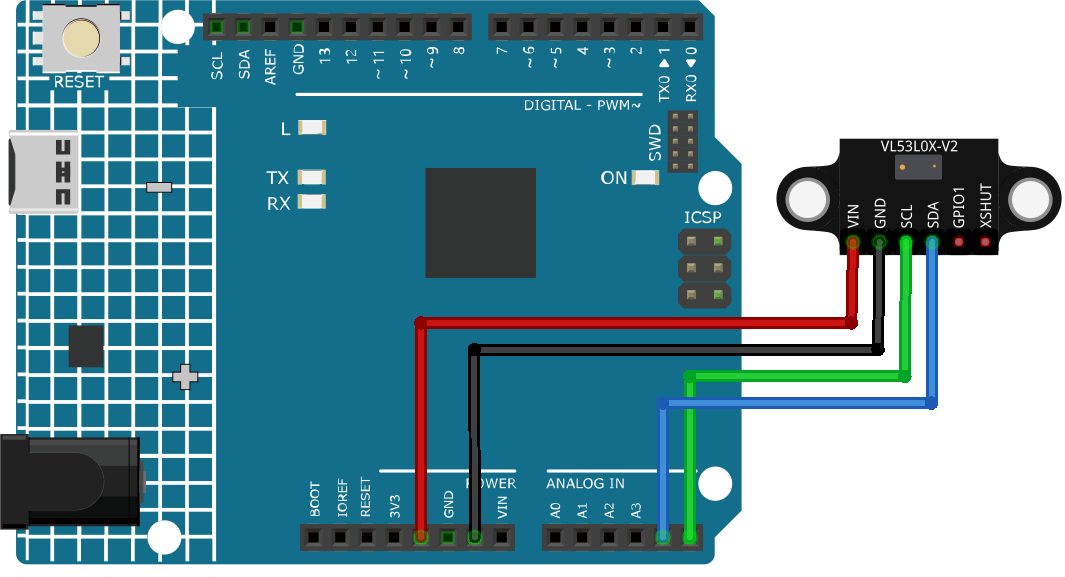 RESET
SCL
SDA
AREF
GND
13
12
~11
~10
~9
8
7
~6
~5
4
~3
2
TX0 ▶ 1
RX0 ◀ 0
DIGITAL - PWM~
L
TX
RX
ON
SWD
ICSP
VL53L0X-V2
VIN
GND
SCL
SDA
GPIO1
XSHUT
POWER
ANALOG IN
BOOT
IOREF
RESET
3V3
GND
VIN
A0
A1
A2
A3